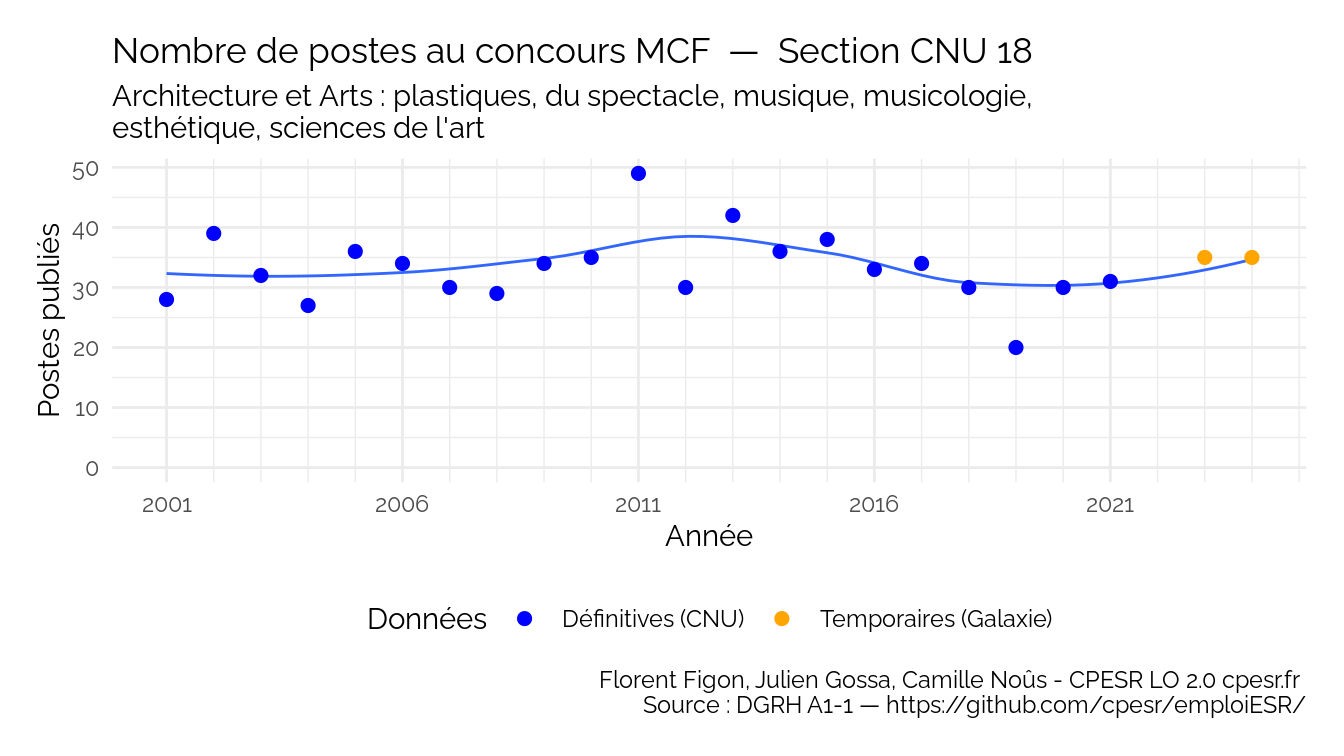 Nombre de postes au concours MCF — Section CNU 18
Architecture et Arts : plastiques, du spectacle, musique, musicologie,
esthétique, sciences de l'art
Postes publiés
50
40
30
20
10
0
2001 2006 2011 2016 2021
Année
Données Définitives (CNU) Temporaires (Galaxie)
Florent Figon, Julien Gossa, Camille Noûs - CPESR LO 2.0 cpesr.fr
Source : DGRH A1-1 — https://github.com/cpesr/emploiESR/